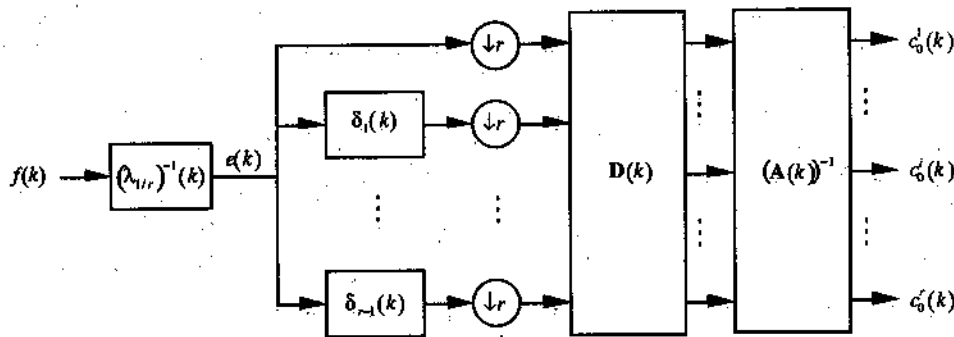 ↓r
c₀¹(k)
δ₁(k)
↓r
f(k)
(λ₁/ᵣ)⁻¹(k)
e(k)
D(k)
(A(k))⁻¹
c₀ⁱ(k)
δᵣ₋₁(k)
↓r
c₀ʳ(k)